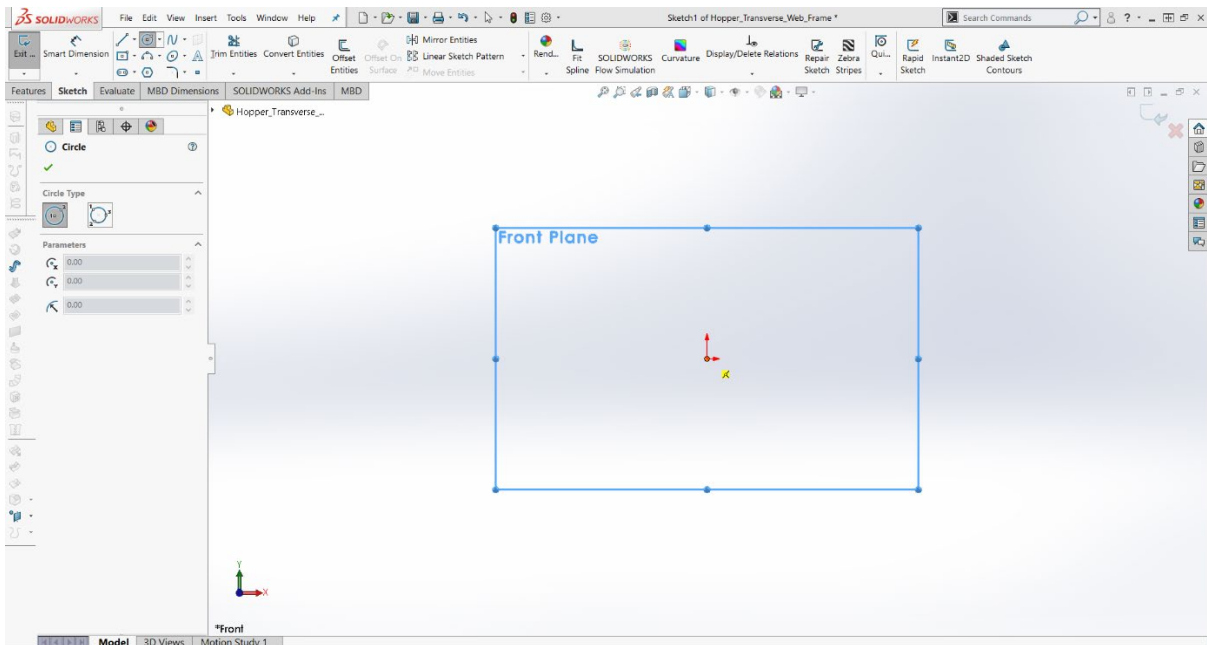 SOLIDWORKS File Edit View Insert Tools Window Help Sketch1 of Hopper_Transverse_Web_Frame * Search Commands ?
Exit ... Smart Dimension Trim Entities Convert Entities Offset Entities Offset On Surface Mirror Entities Linear Sketch Pattern Move Entities Rend... Fit Spline SOLIDWORKS Flow Simulation Curvature Display/Delete Relations Repair Sketch Zebra Stripes Qui... Rapid Sketch Instant2D Shaded Sketch Contours
Features Sketch Evaluate MBD Dimensions SOLIDWORKS Add-Ins MBD
Hopper_Transverse_...
Circle
Circle Type
Parameters
0.00
0.00
0.00
Front Plane
Y
X
*Front
Model 3D Views Motion Study 1